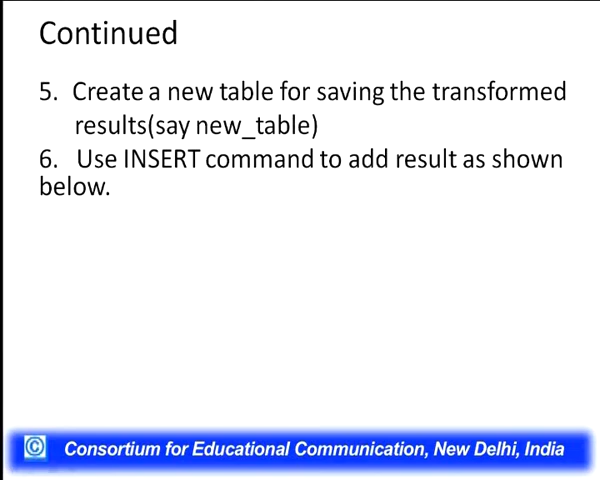 Continued
5. Create a new table for saving the transformed
results(say new_table)
6. Use INSERT command to add result as shown
below.
© Consortium for Educational Communication, New Delhi, India